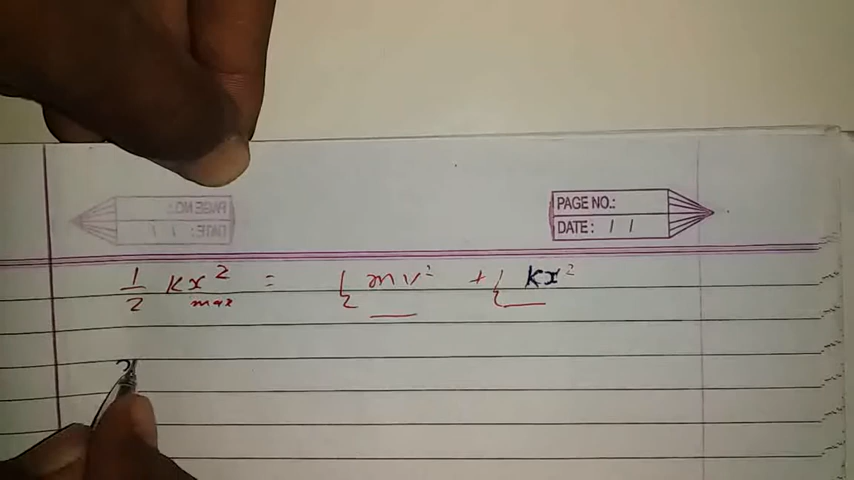 PAGE NO.:
DATE: / /
1/2 kx²max = 1/2 mv² + 1/2 kx²